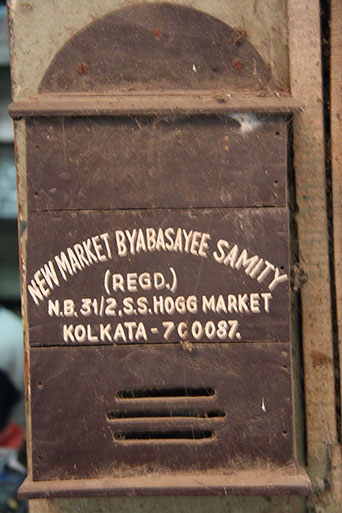 NEW MARKET BYABASAYEE SAMITY
(REGD.)
N.B. 31/2, S.S. HOGG MARKET
KOLKATA - 700087.